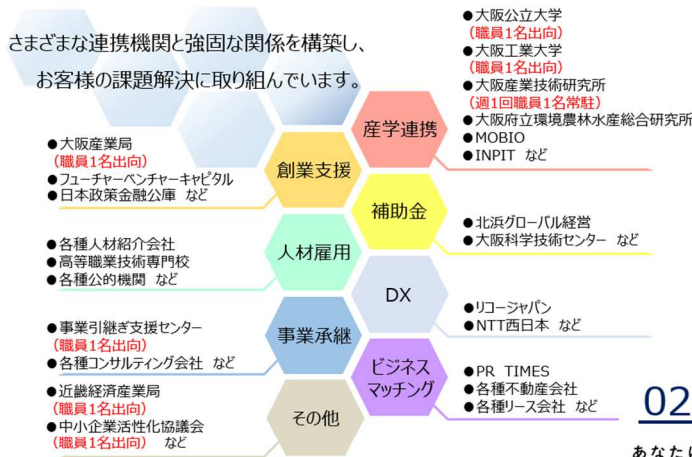 さまざまな連携機関と強固な関係を構築し、
お客様の課題解決に取り組んでいます。
産学連携
●大阪公立大学
(職員1名出向)
●大阪工業大学
(職員1名出向)
●大阪産業技術研究所
(週1回職員1名常駐)
●大阪府立環境農林水産総合研究所
●MOBIO
●INPIT など
創業支援
●大阪産業局
(職員1名出向)
●フューチャーベンチャーキャピタル
●日本政策金融公庫 など
補助金
●北浜グローバル経営
●大阪科学技術センター など
人材雇用
●各種人材紹介会社
●高等職業技術専門校
●各種公的機関 など
DX
●リコージャパン
●NTT西日本 など
事業承継
●事業引継ぎ支援センター
(職員1名出向)
●各種コンサルティング会社 など
ビジネス
マッチング
●PR TIMES
●各種不動産会社
●各種リース会社 など
その他
●近畿経済産業局
(職員1名出向)
●中小企業活性化協議会
(職員1名出向) など
02
あなたに